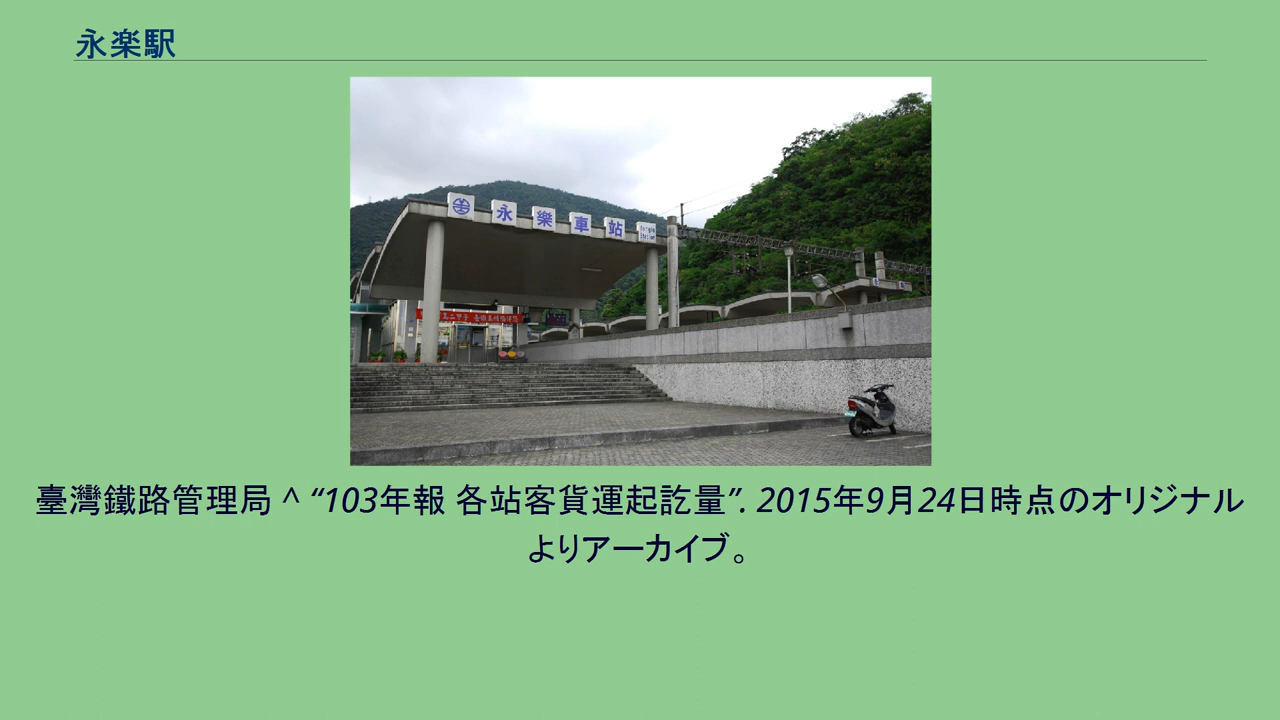 永楽駅
永樂車站
Yongle
Station
臺灣鐵路管理局 ^ “103年報 各站客貨運起訖量”. 2015年9月24日時点のオリジナル
よりアーカイブ。